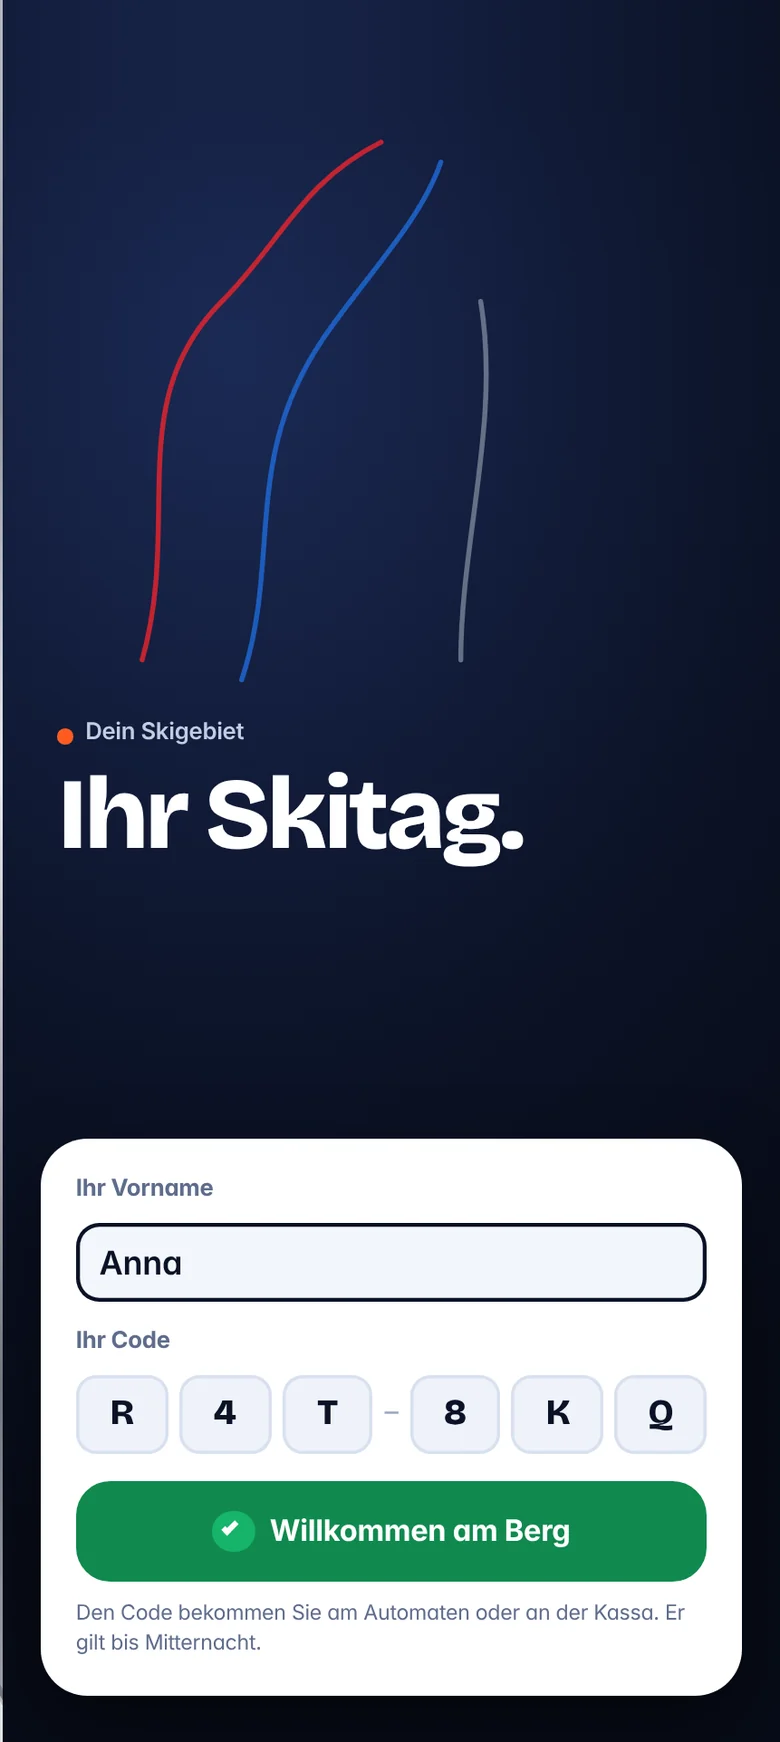 Dein Skigebiet
Ihr Skitag.
Ihr Vorname
Anna
Ihr Code
R 4 T – 8 K Q
Willkommen am Berg
Den Code bekommen Sie am Automaten oder an der Kassa. Er
gilt bis Mitternacht.